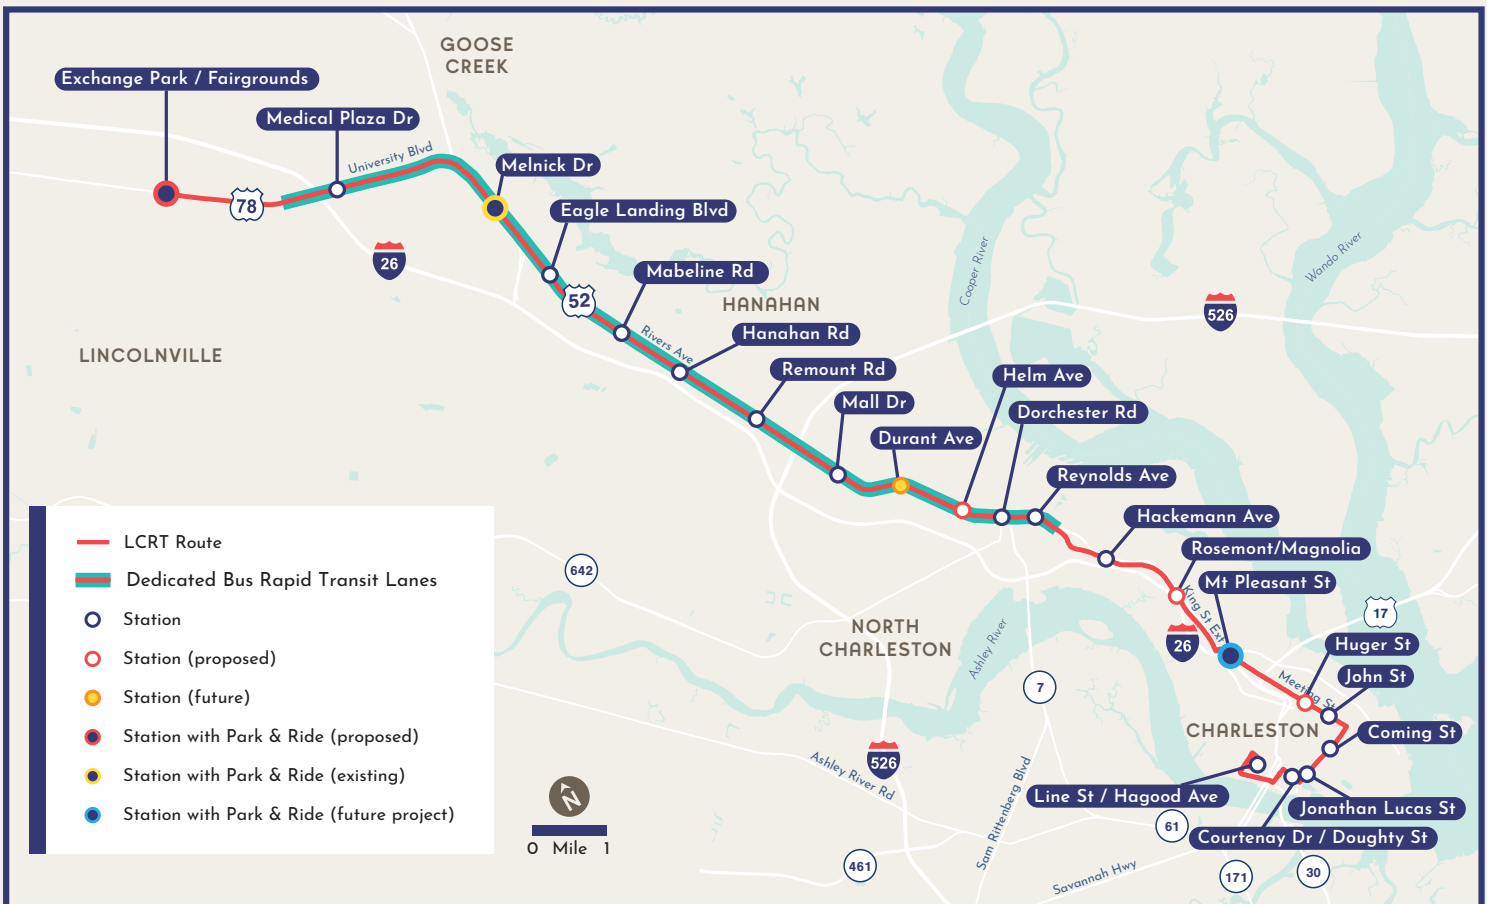 GOOSE
CREEK
Exchange Park / Fairgrounds
Medical Plaza Dr
University Blvd
Melnick Dr
78
Eagle Landing Blvd
26
Mabeline Rd
52
HANAHAN
Cooper River
Wando River
526
LINCOLNVILLE
Rivers Ave
Hanahan Rd
Remount Rd
Helm Ave
Mall Dr
Dorchester Rd
Durant Ave
Reynolds Ave
Hackemann Ave
Rosemont/Magnolia
Mt Pleasant St
King St Ext
26
17
642
NORTH
CHARLESTON
Ashley River
7
Huger St
John St
Meeting St
CHARLESTON
Coming St
526
Ashley River Rd
Sam Rittenberg Blvd
Line St / Hagood Ave
Jonathan Lucas St
61
Courtenay Dr / Doughty St
461
Savannah Hwy
171
30
LCRT Route
Dedicated Bus Rapid Transit Lanes
Station
Station (proposed)
Station (future)
Station with Park & Ride (proposed)
Station with Park & Ride (existing)
Station with Park & Ride (future project)
N
0 Mile 1